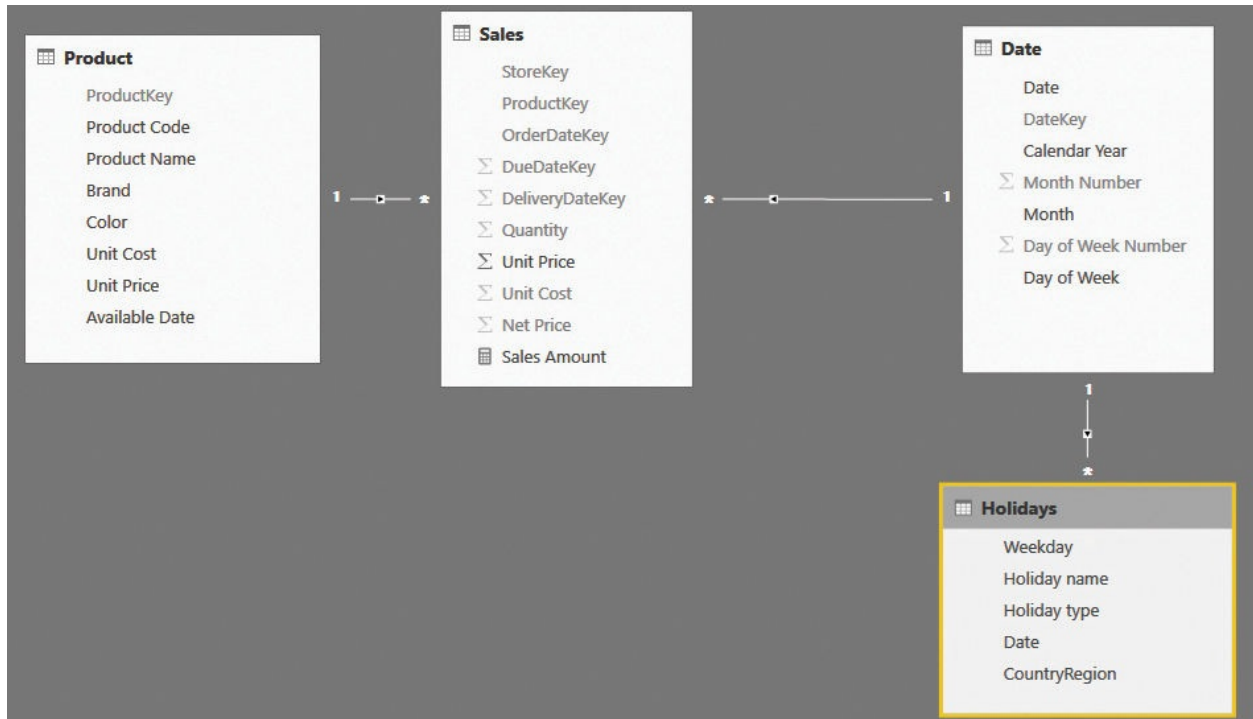 Product
ProductKey
Product Code
Product Name
Brand
Color
Unit Cost
Unit Price
Available Date
1
*
Sales
StoreKey
ProductKey
OrderDateKey
∑ DueDateKey
∑ DeliveryDateKey
∑ Quantity
∑ Unit Price
∑ Unit Cost
∑ Net Price
Sales Amount
*
1
Date
Date
DateKey
Calendar Year
∑ Month Number
Month
∑ Day of Week Number
Day of Week
1
*
Holidays
Weekday
Holiday name
Holiday type
Date
CountryRegion